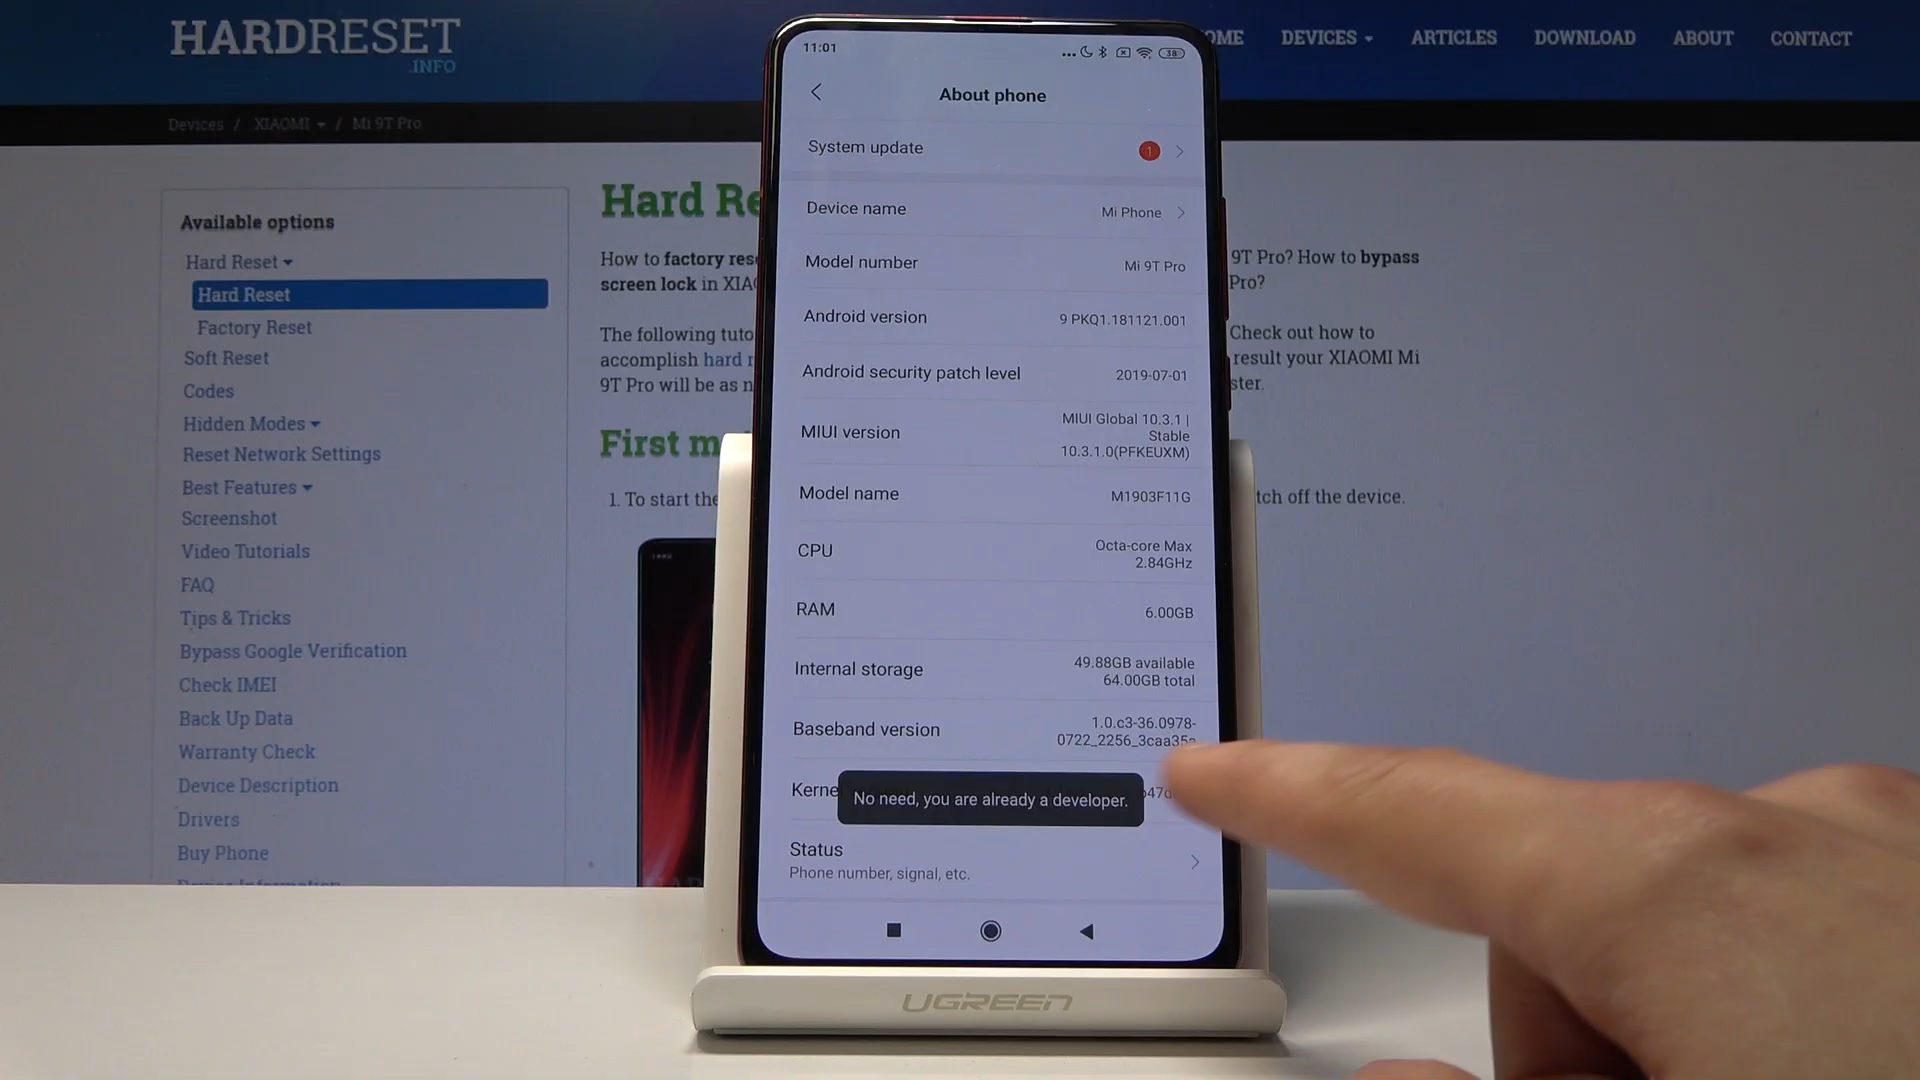 HARDRESET
.INFO
OME
DEVICES
ARTICLES
DOWNLOAD
ABOUT
CONTACT
Devices / XIAOMI / Mi 9T Pro
Available options
Hard Reset
Hard Reset
Factory Reset
Soft Reset
Codes
Hidden Modes
Reset Network Settings
Best Features
Screenshot
Video Tutorials
FAQ
Tips & Tricks
Bypass Google Verification
Check IMEI
Back Up Data
Warranty Check
Device Description
Drivers
Buy Phone
Device Information
Hard Re
How to factory res
9T Pro? How to bypass
screen lock in XIA
Pro?
The following tuto
Check out how to
accomplish hard r
result your XIAOMI Mi
9T Pro will be as n
ster.
First m
1. To start the
tch off the device.
11:01
38
About phone
System update
1
Device name
Mi Phone
Model number
Mi 9T Pro
Android version
9 PKQ1.181121.001
Android security patch level
2019-07-01
MIUI version
MIUI Global 10.3.1 |
Stable
10.3.1.0(PFKEUXM)
Model name
M1903F11G
CPU
Octa-core Max
2.84GHz
RAM
6.00GB
Internal storage
49.88GB available
64.00GB total
Baseband version
1.0.c3-36.0978-
0722_2256_3caa35
Kerne
No need, you are already a developer.
Status
Phone number, signal, etc.
UGREEN